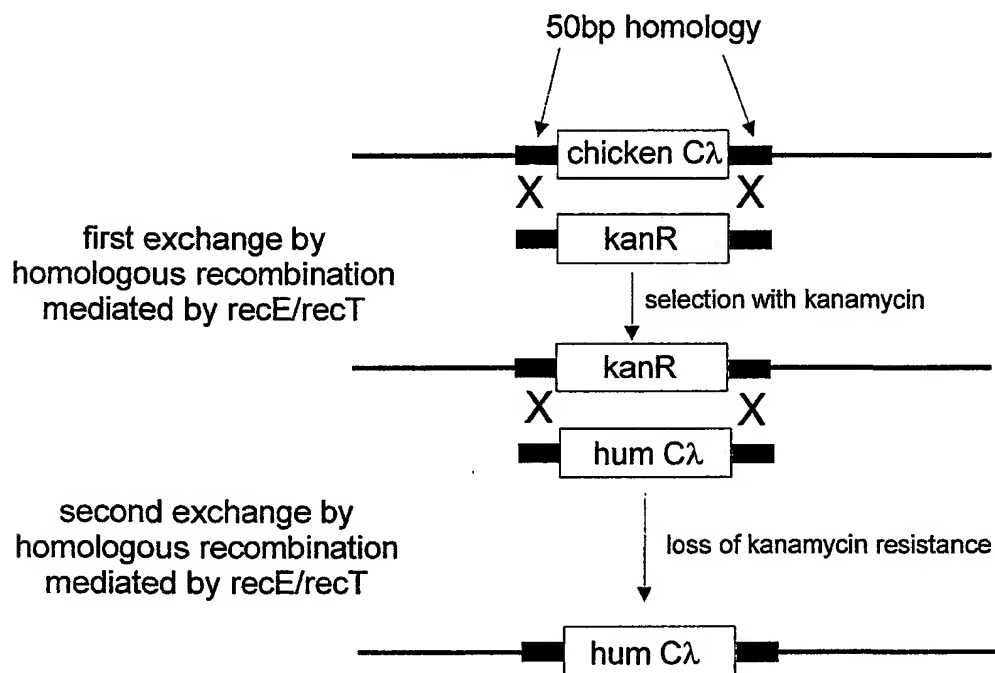 50bp homology
chicken Cλ
X X
kanR
first exchange by
homologous recombination
mediated by recE/recT
selection with kanamycin
kanR
X X
hum Cλ
second exchange by
homologous recombination
mediated by recE/recT
loss of kanamycin resistance
hum Cλ